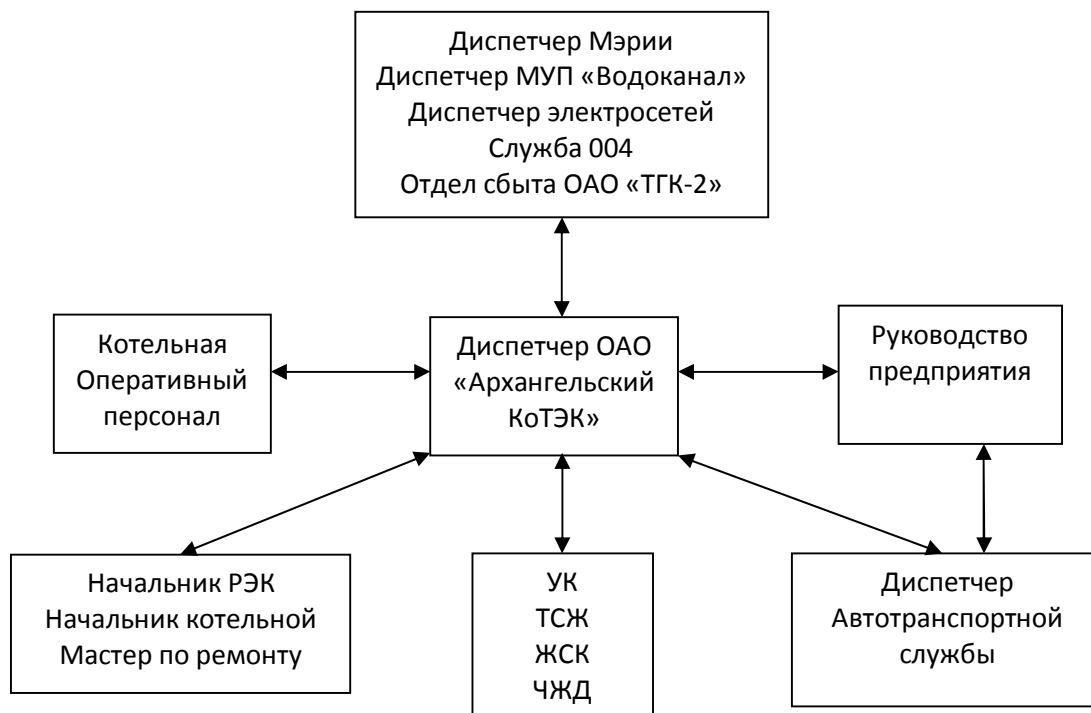 Диспетчер Мэрии
Диспетчер МУП «Водоканал»
Диспетчер электросетей
Служба 004
Отдел сбыта ОАО «ТГК-2»
Котельная
Оперативный
персонал
Диспетчер ОАО
«Архангельский
КоТЭК»
Руководство
предприятия
Начальник РЭК
Начальник котельной
Мастер по ремонту
УК
ТСЖ
ЖСК
ЧЖД
Диспетчер
Автотранспортной
службы